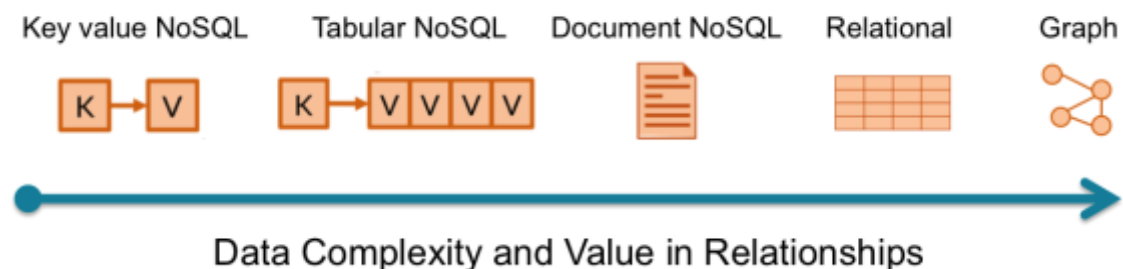 Key value NoSQL Tabular NoSQL Document NoSQL Relational Graph
K V K V V V V
Data Complexity and Value in Relationships